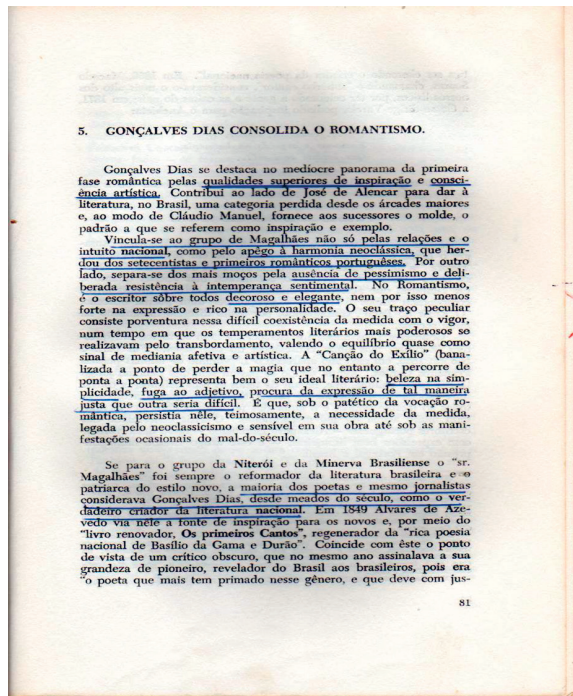 5. GONÇALVES DIAS CONSOLIDA O ROMANTISMO.
Gonçalves Dias se destaca no medíocre panorama da primeira
fase romântica pelas qualidades superiores de inspiração e consci-
ência artística. Contribui ao lado de José de Alencar para dar à
literatura, no Brasil, uma categoria perdida desde os árcades maiores
e, ao modo de Cláudio Manuel, fornece aos sucessores o molde, o
padrão a que se referem como inspiração e exemplo.
Vincula-se ao grupo de Magalhães não só pelas relações e o
intuito nacional, como pelo apêgo à harmonia neoclássica, que her-
dou dos setecentistas e primeiros românticos portuguêses. Por outro
lado, separa-se dos mais moços pela ausência de pessimismo e deli-
berada resistência à intemperança sentimental. No Romantismo,
é o escritor sôbre todos decoroso e elegante, nem por isso menos
forte na expressão e rico na personalidade. O seu traço peculiar
consiste porventura nessa difícil coexistência da medida com o vigor,
num tempo em que os temperamentos literários mais poderosos se
realizavam pelo transbordamento, valendo o equilíbrio quase como
sinal de mediania afetiva e artística. A “Canção do Exílio” (bana-
lizada a ponto de perder a magia que no entanto a percorre de
ponta a ponta) representa bem o seu ideal literário: beleza na sim-
plicidade, fuga ao adjetivo, procura da expressão de tal maneira
justa que outra seria difícil. É que, sob o patético da vocação ro-
mântica, persistia nêle, teimosamente, a necessidade da medida,
legada pelo neoclassicismo e sensível em sua obra até sob as mani-
festações ocasionais do mal-do-século.
Se para o grupo da Niterói e da Minerva Brasiliense o “sr.
Magalhães” foi sempre o reformador da literatura brasileira e o
patriarca do estilo novo, a maioria dos poetas e mesmo jornalistas
considerava Gonçalves Dias, desde meados do século, como o ver-
dadeiro criador da literatura nacional. Em 1849 Álvares de Aze-
vedo via nêle a fonte de inspiração para os novos e, por meio do
“livro renovador, Os primeiros Cantos”, regenerador da “rica poesia
nacional de Basílio da Gama e Durão”. Coincide com êste o ponto
de vista de um crítico obscuro, que no mesmo ano assinalava a sua
grandeza de pioneiro, revelador do Brasil aos brasileiros, pois era
“o poeta que mais tem primado nesse gênero, e que deve com jus-
81